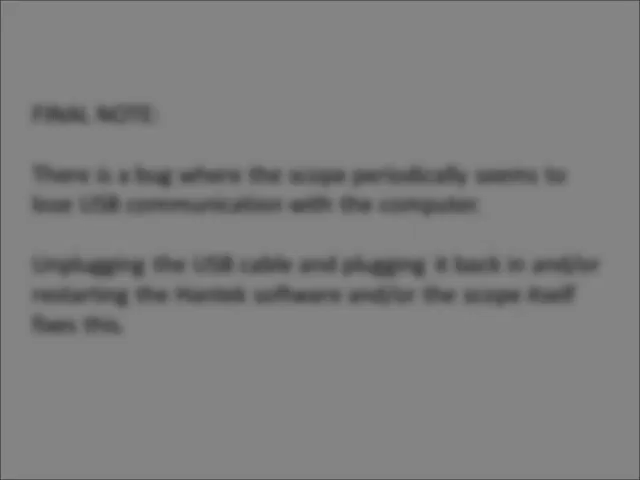 FINAL NOTE:
There is a bug where the scope periodically seems to
lose USB communication with the computer.
Unplugging the USB cable and plugging it back in and/or
restarting the Hantek software and/or the scope itself
fixes this.